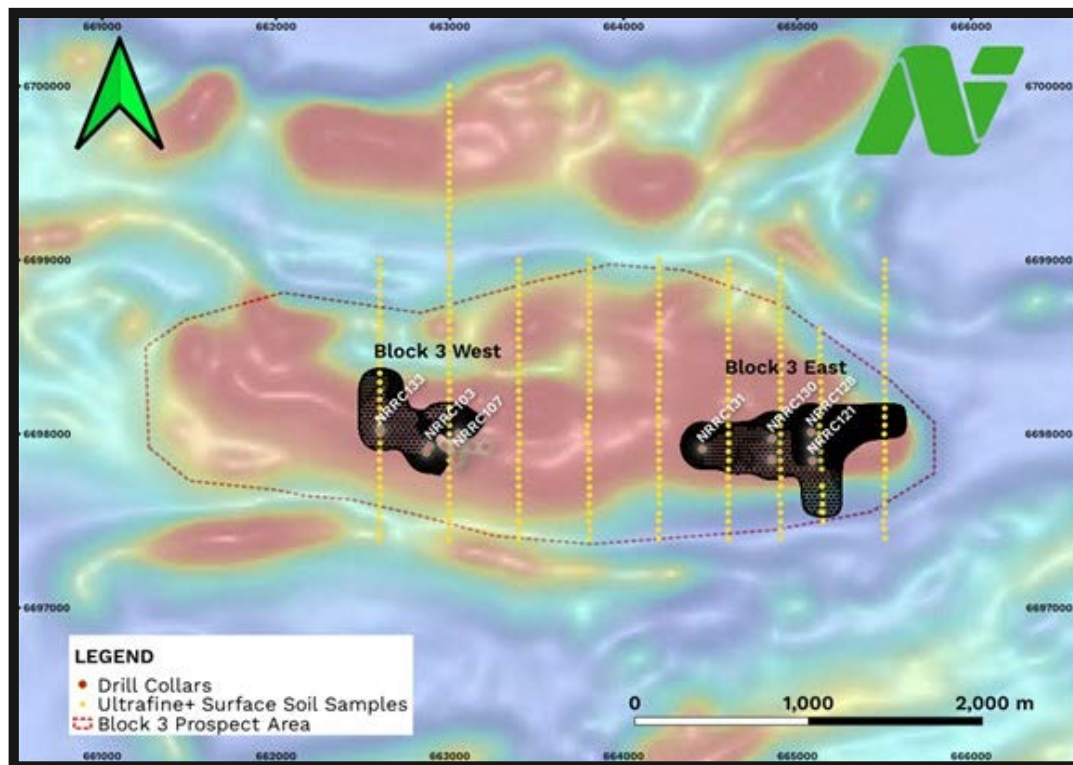 661000 662000 663000 664000 665000 666000
6700000 6700000
6699000 6699000
Block 3 West
Block 3 East
NRRC133
NRRC103
NRRC107
NRRC131
NRRC130
NRRC128
NRRC121
6698000 6698000
6697000 6697000
LEGEND
Drill Collars
Ultrafine+ Surface Soil Samples
Block 3 Prospect Area
0 1,000 2,000 m
661000 662000 663000 664000 665000 666000